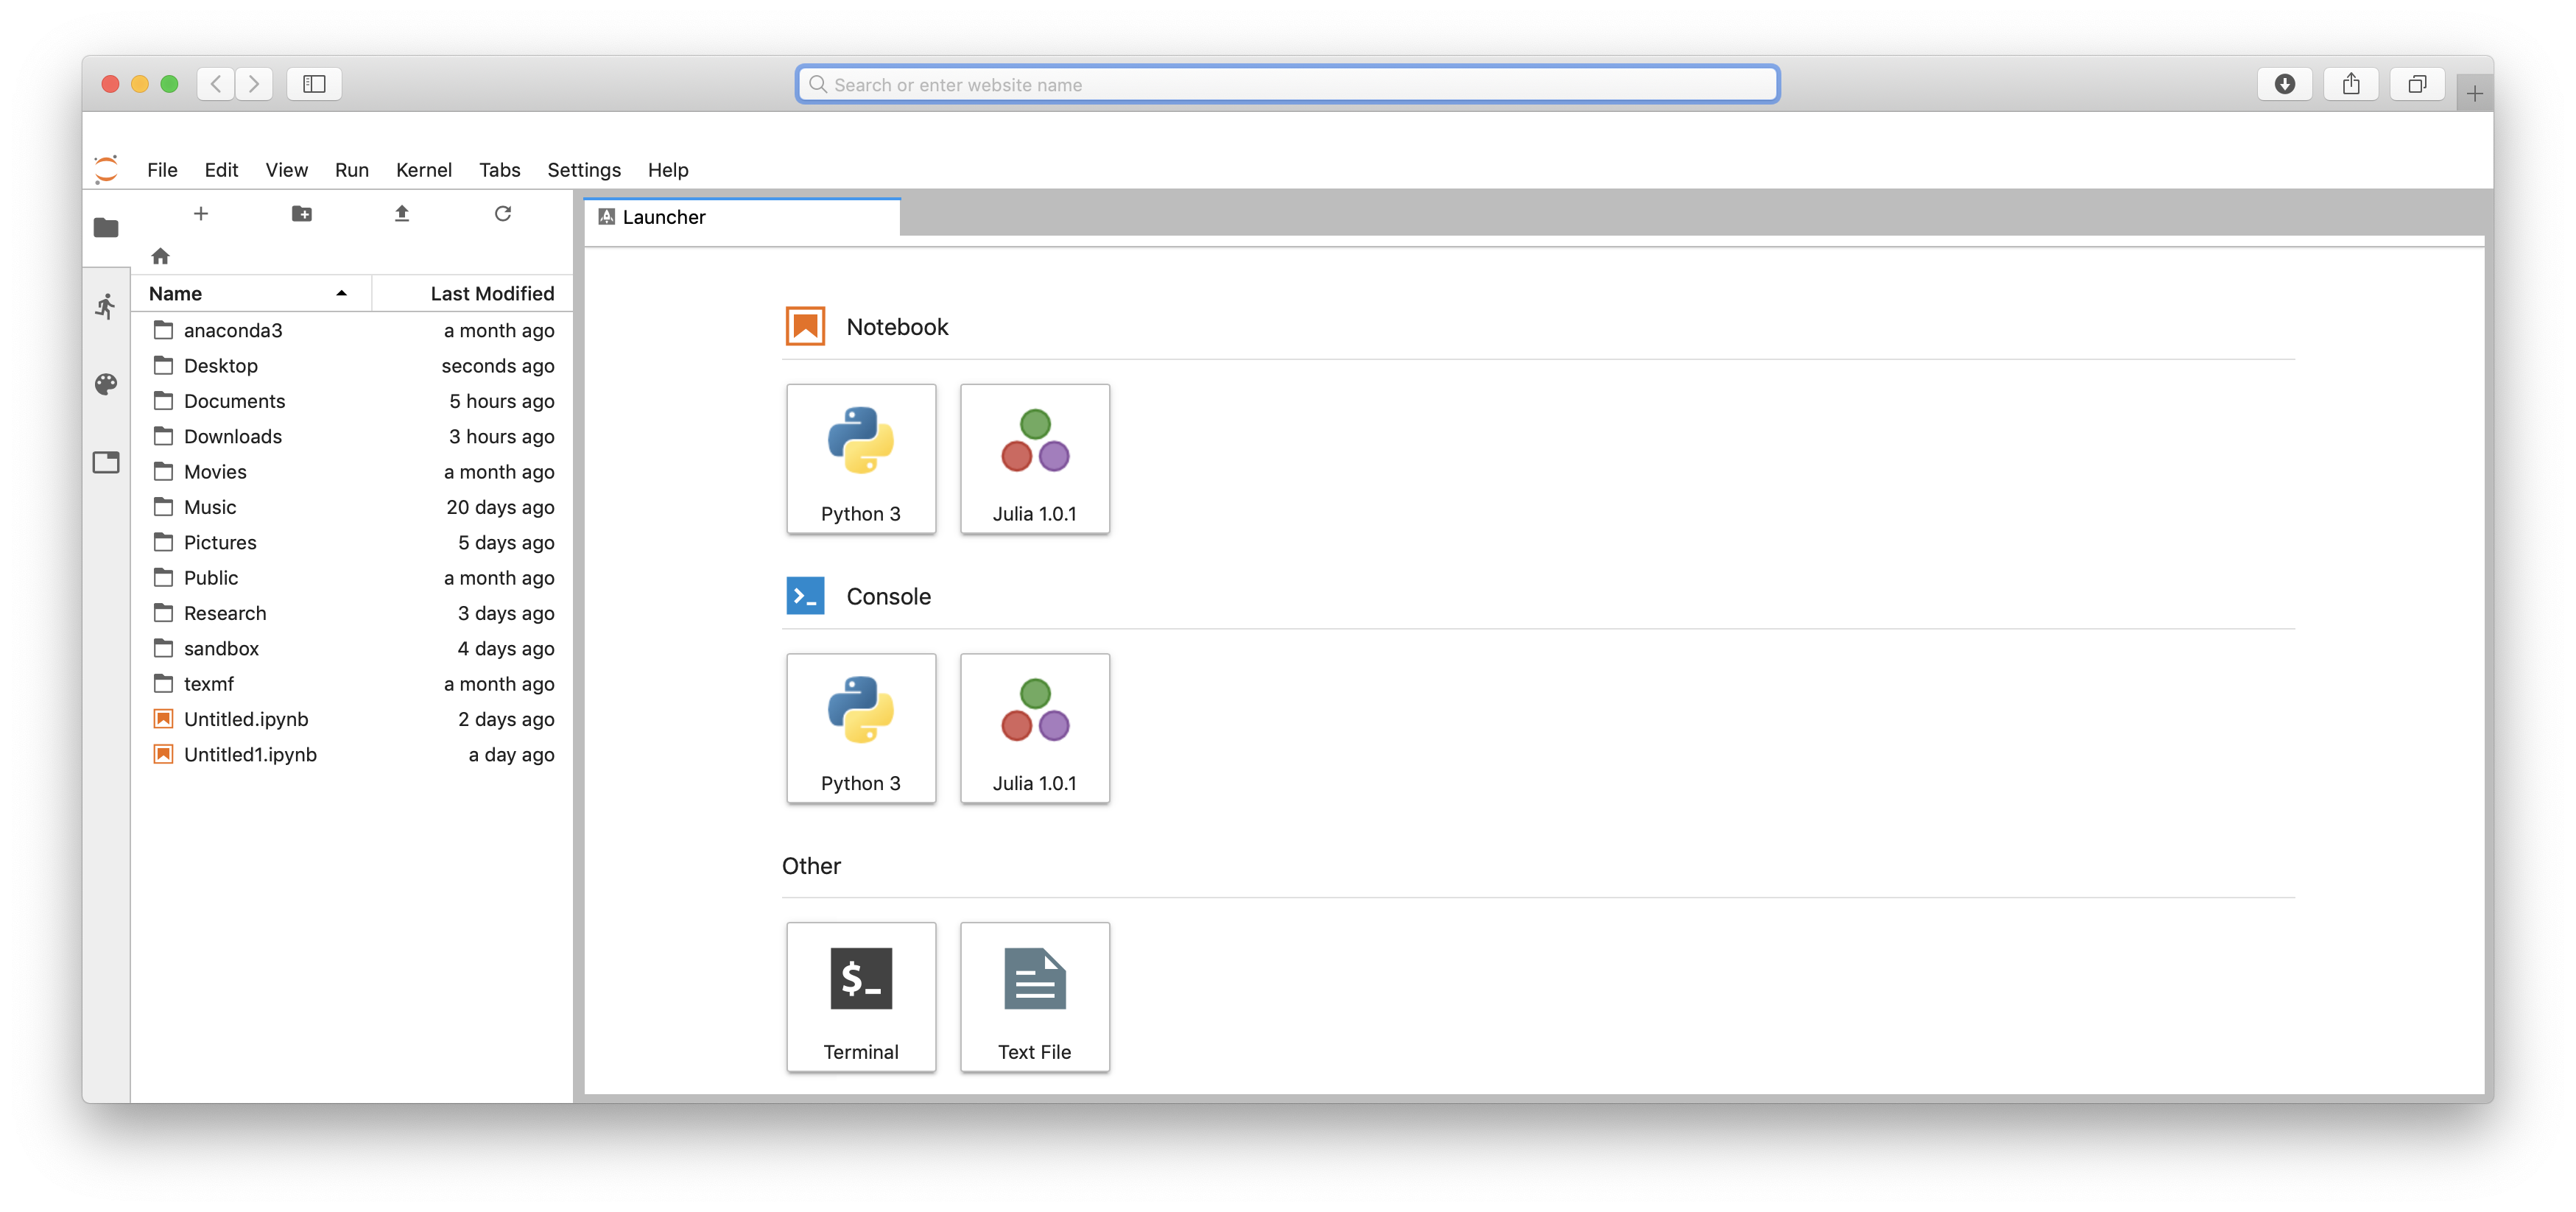 Search or enter website name
File Edit View Run Kernel Tabs Settings Help
Launcher
Name Last Modified
anaconda3 a month ago
Desktop seconds ago
Documents 5 hours ago
Downloads 3 hours ago
Movies a month ago
Music 20 days ago
Pictures 5 days ago
Public a month ago
Research 3 days ago
sandbox 4 days ago
texmf a month ago
Untitled.ipynb 2 days ago
Untitled1.ipynb a day ago
Notebook
Python 3 Julia 1.0.1
Console
Python 3 Julia 1.0.1
Other
$_
Terminal Text File